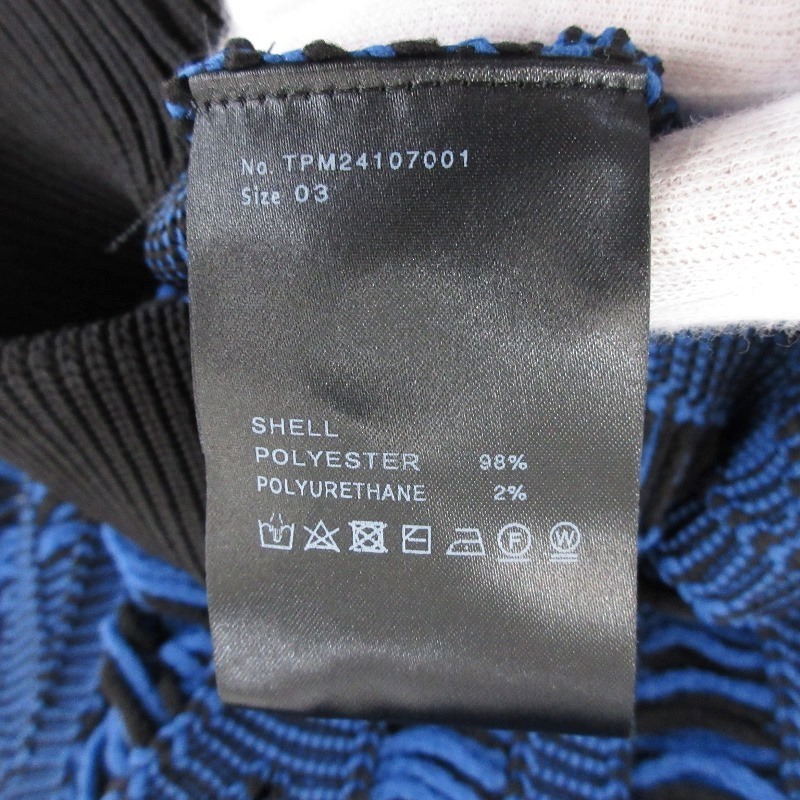 No. TPM24107001
Size 03
SHELL
POLYESTER 98%
POLYURETHANE 2%
F W